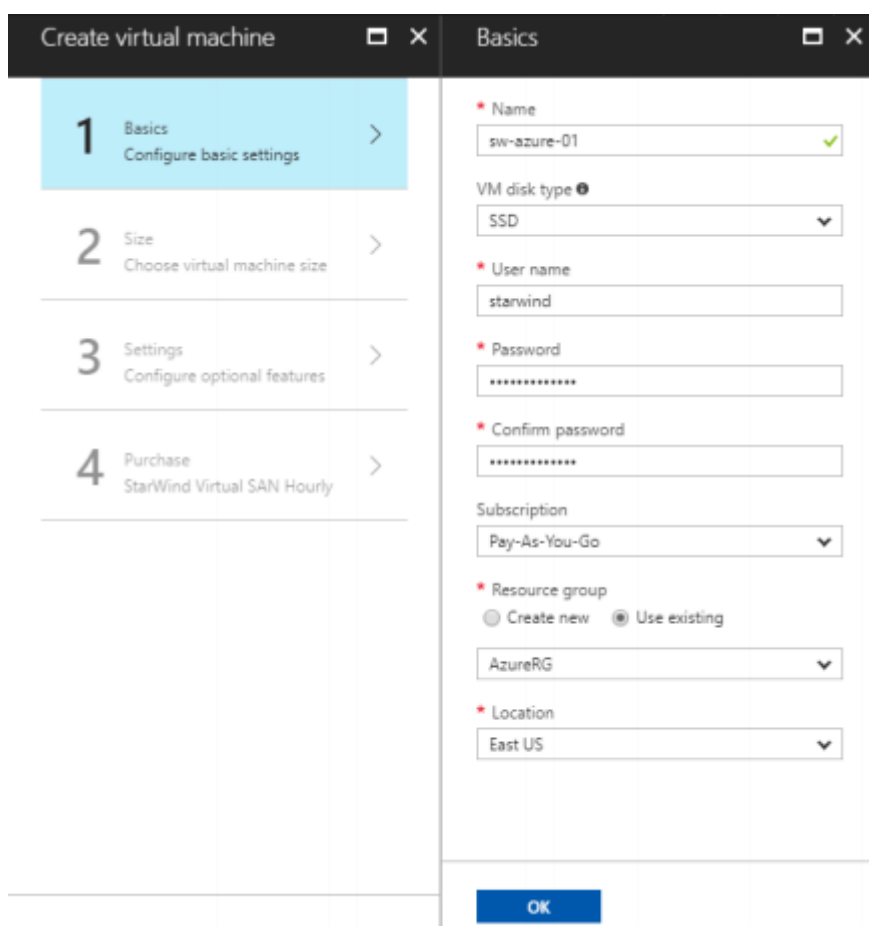 Create virtual machine
1
Basics
Configure basic settings
2
Size
Choose virtual machine size
3
Settings
Configure optional features
4
Purchase
StarWind Virtual SAN Hourly
Basics
* Name
sw-azure-01
VM disk type
SSD
* User name
starwind
* Password
•••••••••••••
* Confirm password
•••••••••••••
Subscription
Pay-As-You-Go
* Resource group
Create new Use existing
AzureRG
* Location
East US
OK